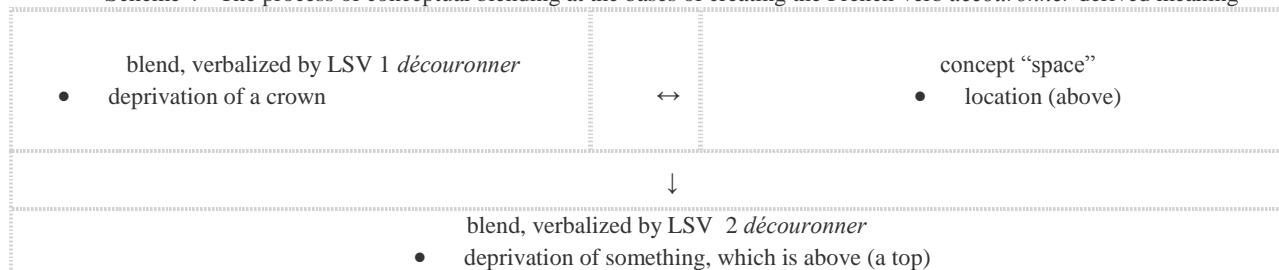 blend, verbalized by LSV 1 découronner
• deprivation of a crown
↔
concept “space”
• location (above)
↓
blend, verbalized by LSV 2 découronner
• deprivation of something, which is above (a top)